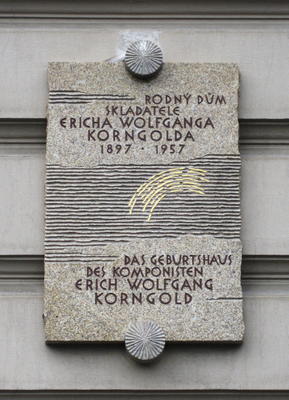 RODNÝ DŮM
SKLADATELE
ERICHA WOLFGANGA
KORNGOLDA
1897 · 1957
DAS GEBURTSHAUS
DES KOMPONISTEN
ERICH WOLFGANG
KORNGOLD